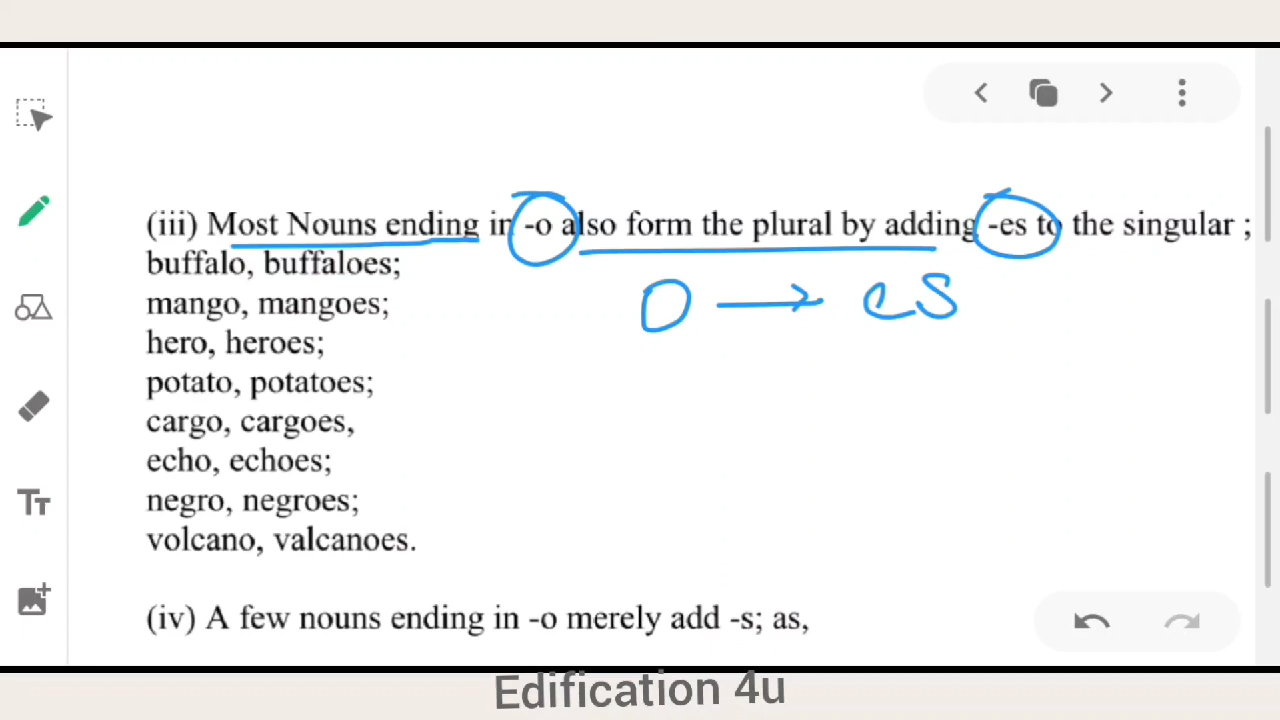 (iii) Most Nouns ending in -o also form the plural by adding -es to the singular ;
buffalo, buffaloes;
O → es
mango, mangoes;
hero, heroes;
potato, potatoes;
cargo, cargoes,
echo, echoes;
negro, negroes;
volcano, valcanoes.
(iv) A few nouns ending in -o merely add -s; as,
Edification 4u